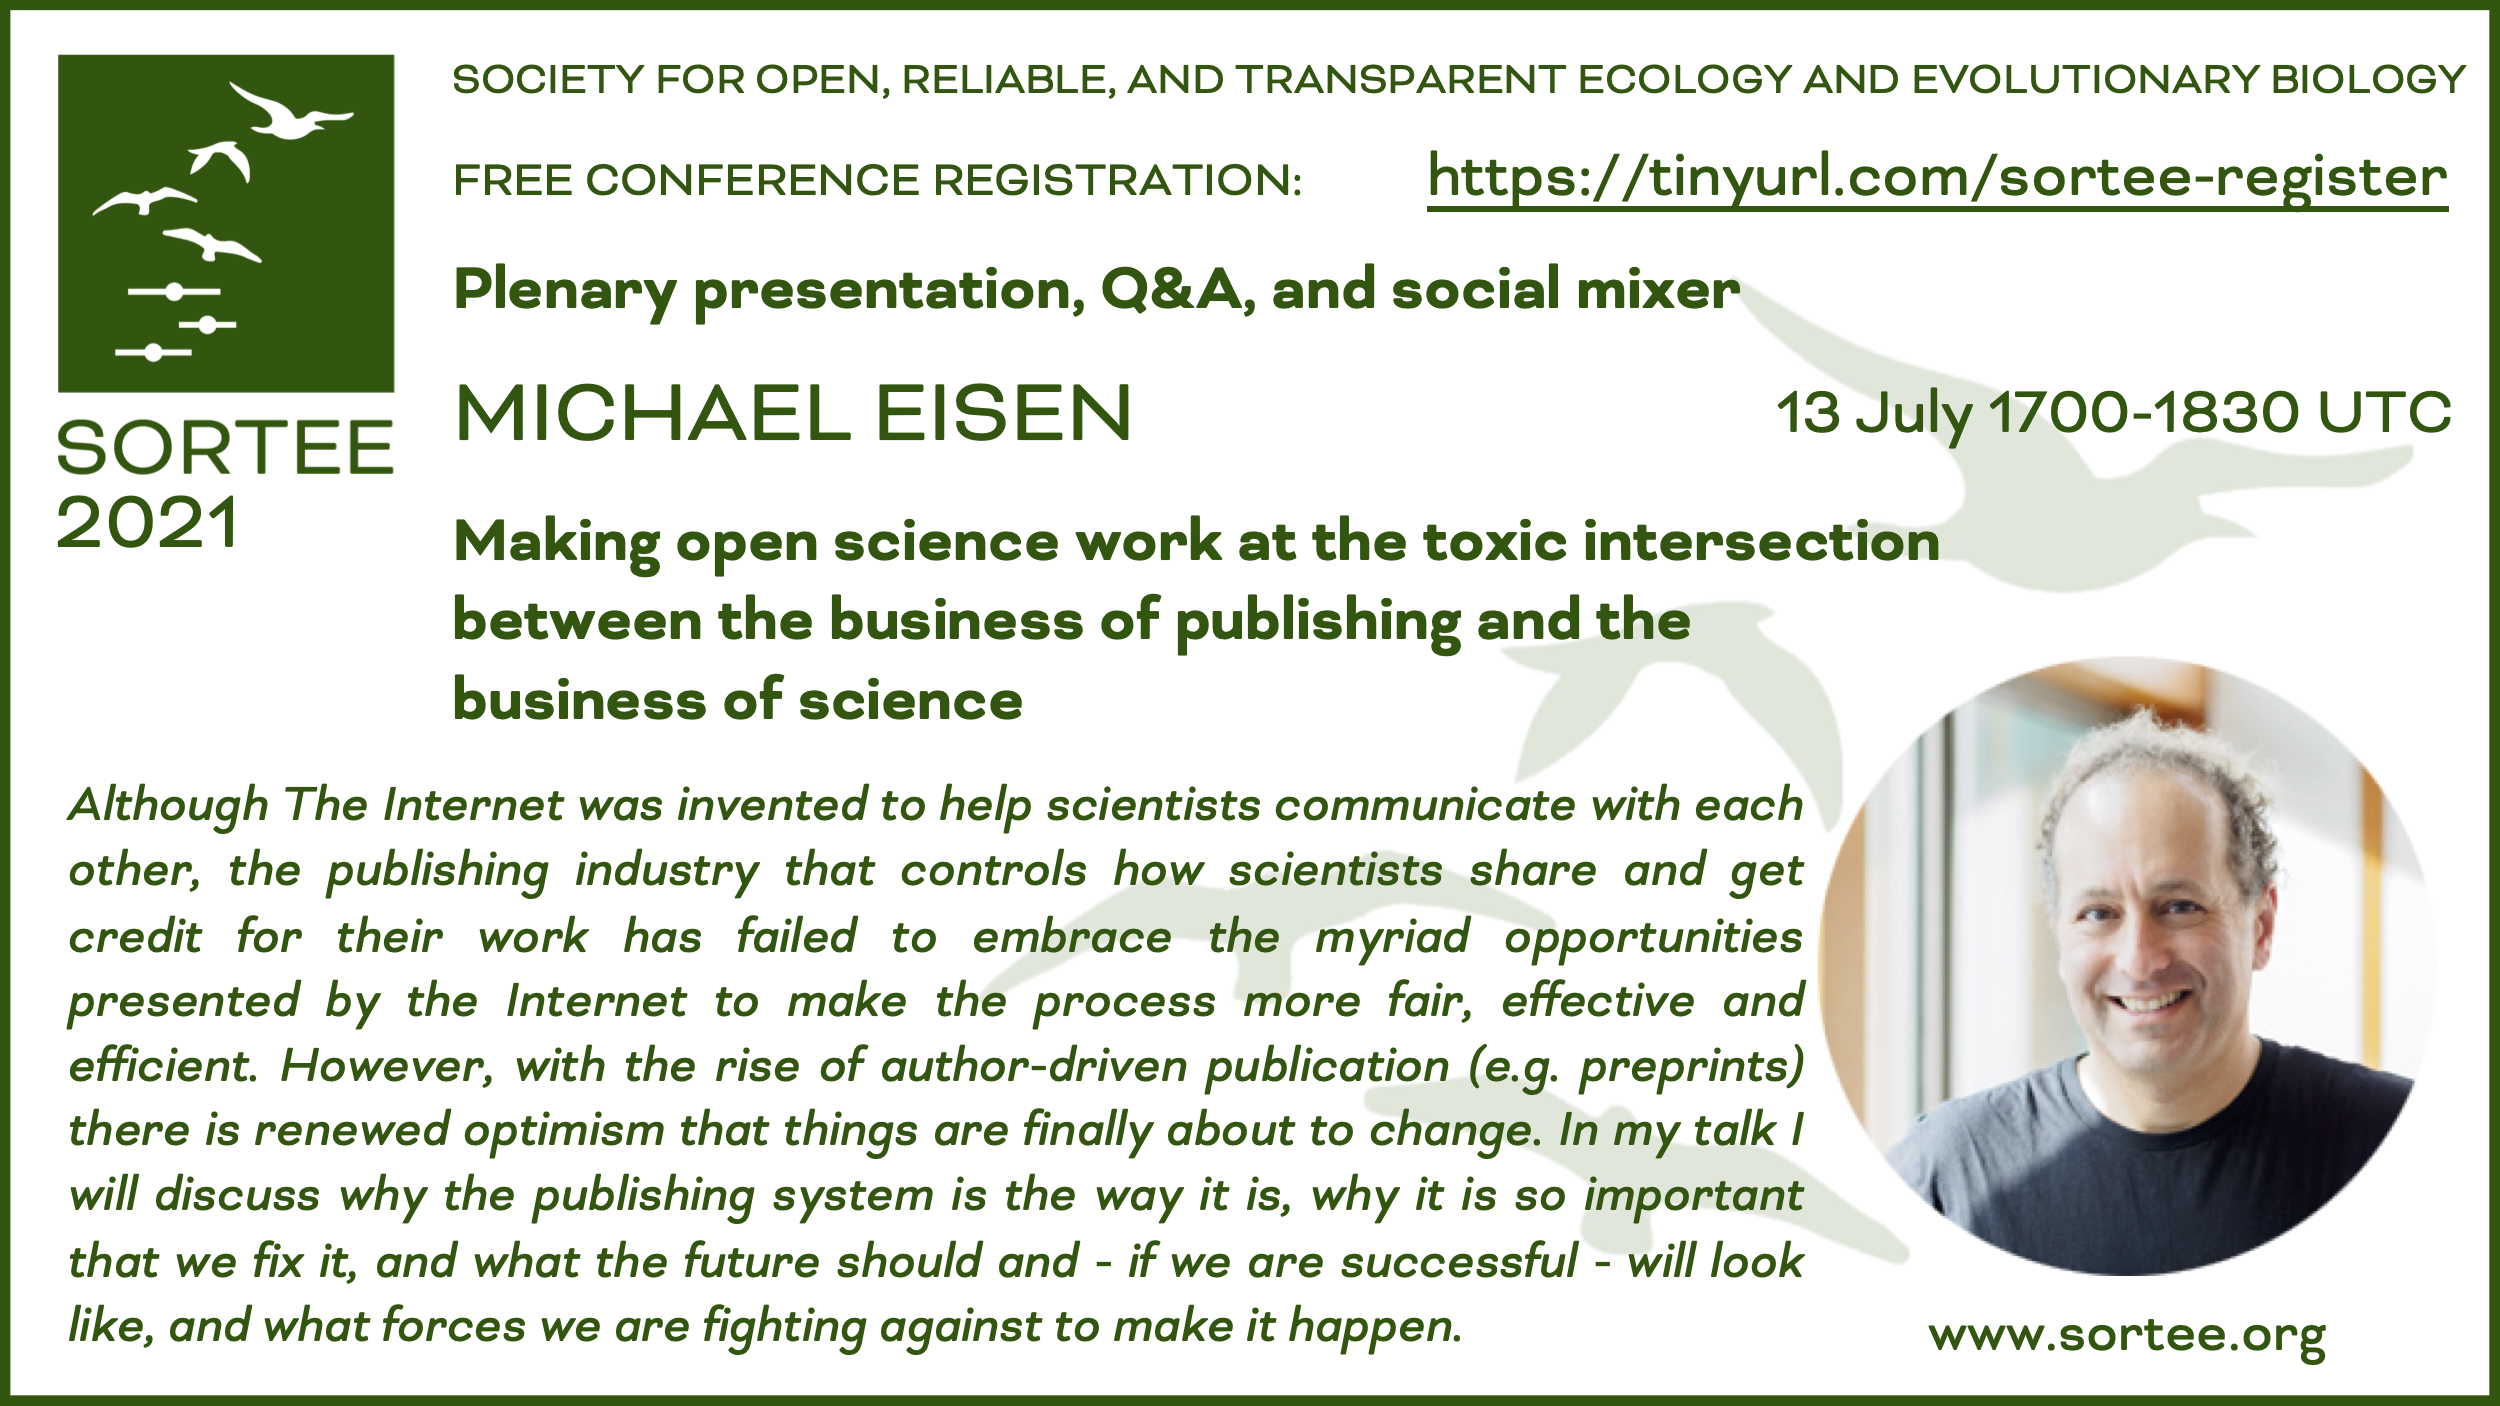 SOCIETY FOR OPEN, RELIABLE, AND TRANSPARENT ECOLOGY AND EVOLUTIONARY BIOLOGY
FREE CONFERENCE REGISTRATION: https://tinyurl.com/sortee-register
Plenary presentation, Q&A, and social mixer
MICHAEL EISEN 13 July 1700-1830 UTC
SORTEE
2021
Making open science work at the toxic intersection
between the business of publishing and the
business of science
Although The Internet was invented to help scientists communicate with each
other, the publishing industry that controls how scientists share and get
credit for their work has failed to embrace the myriad opportunities
presented by the Internet to make the process more fair, effective and
efficient. However, with the rise of author-driven publication (e.g. preprints)
there is renewed optimism that things are finally about to change. In my talk I
will discuss why the publishing system is the way it is, why it is so important
that we fix it, and what the future should and - if we are successful - will look
like, and what forces we are fighting against to make it happen.
www.sortee.org